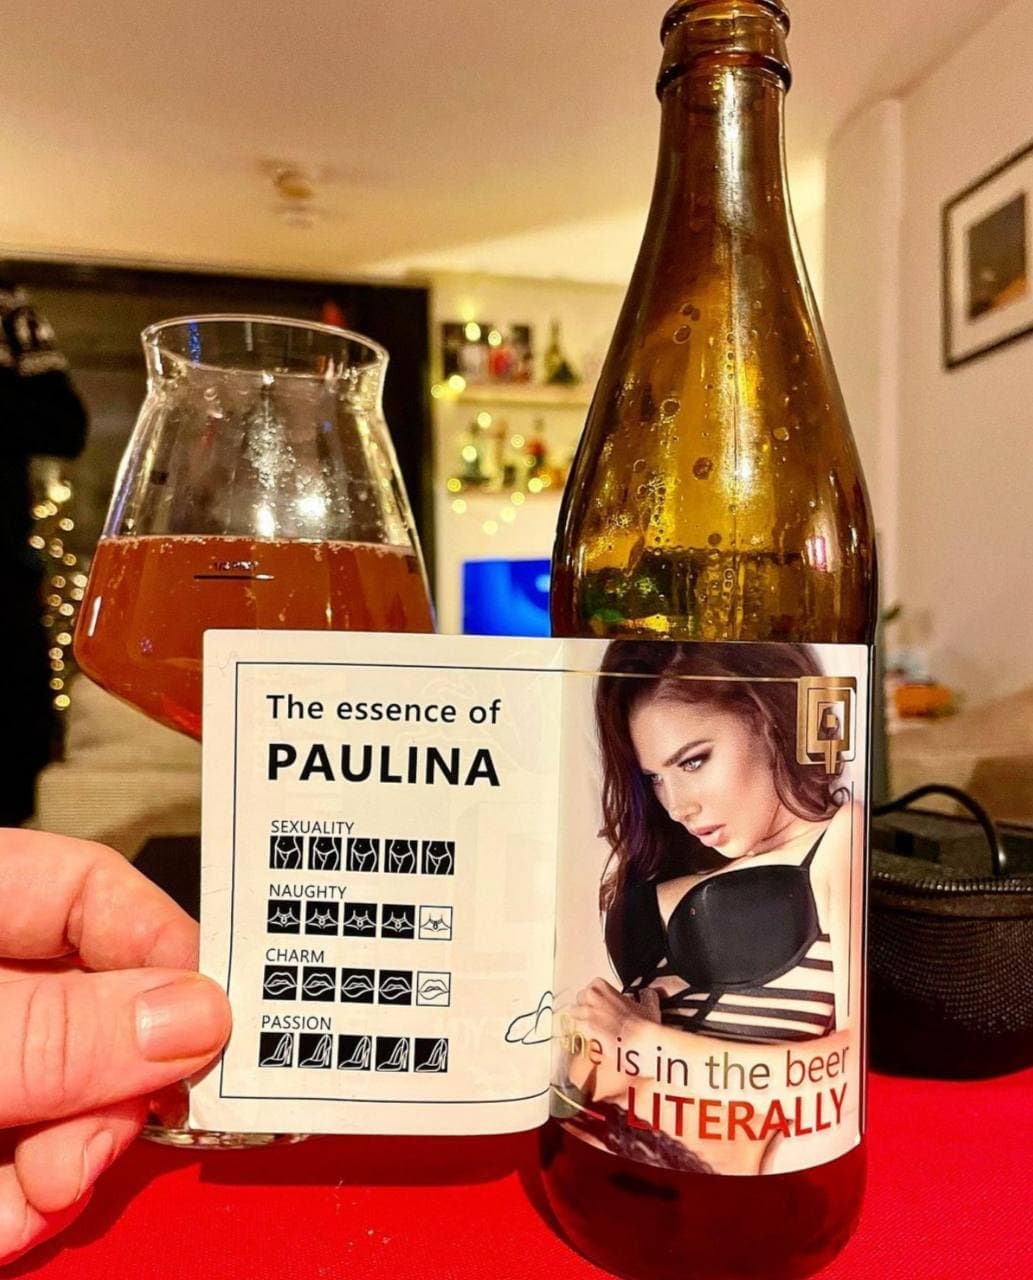 The essence of
PAULINA
SEXUALITY
NAUGHTY
CHARM
PASSION
is in the beer
LITERALLY